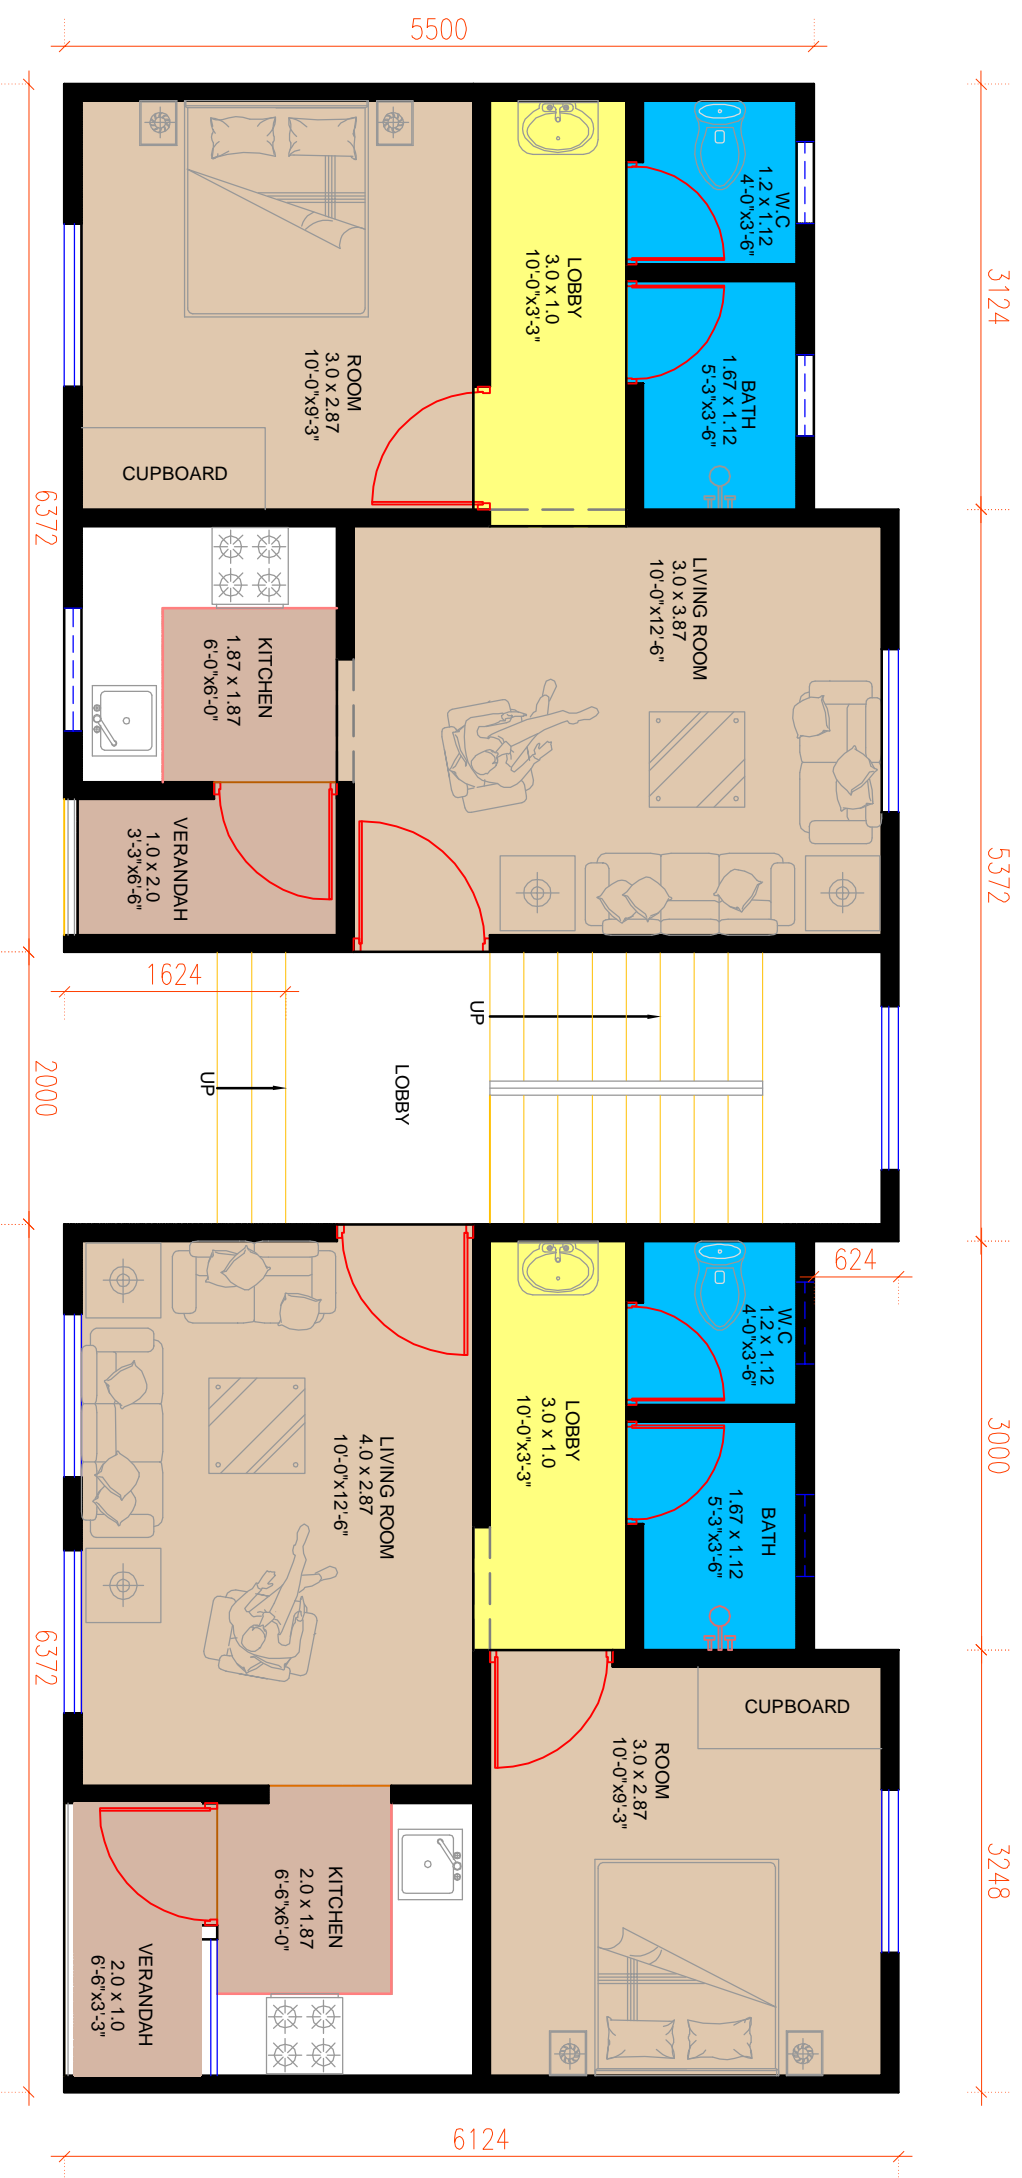 5500
W.C
1.2 x 1.12
4'-0"x3'-6"
LOBBY
3.0 x 1.0
10'-0"x3'-3"
3124
ROOM
3.0 x 2.87
10'-0"x9'-3"
BATH
1.67 x 1.12
5'-3"x3'-6"
CUPBOARD
6372
LIVING ROOM
3.0 x 3.87
10'-0"x12'-6"
KITCHEN
1.87 x 1.87
6'-0"x6'-0"
VERANDAH
1.0 x 2.0
3'-3"x6'-6"
5372
1624
UP
UP
LOBBY
2000
624
W.C
1.2 x 1.12
4'-0"x3'-6"
LOBBY
3.0 x 1.0
10'-0"x3'-3"
3000
LIVING ROOM
4.0 x 2.87
10'-0"x12'-6"
BATH
1.67 x 1.12
5'-3"x3'-6"
6372
CUPBOARD
ROOM
3.0 x 2.87
10'-0"x9'-3"
KITCHEN
2.0 x 1.87
6'-6"x6'-0"
3248
VERANDAH
2.0 x 1.0
6'-6"x3'-3"
6124